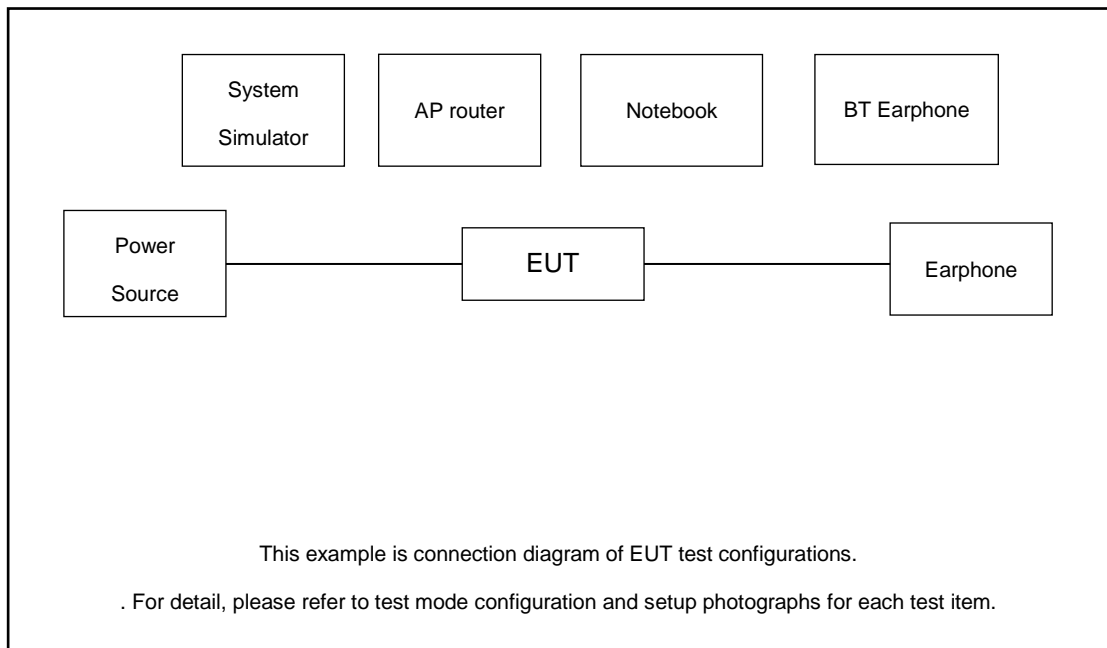 System
Simulator
AP router
Notebook
BT Earphone
Power
Source
EUT
Earphone
This example is connection diagram of EUT test configurations.
. For detail, please refer to test mode configuration and setup photographs for each test item.